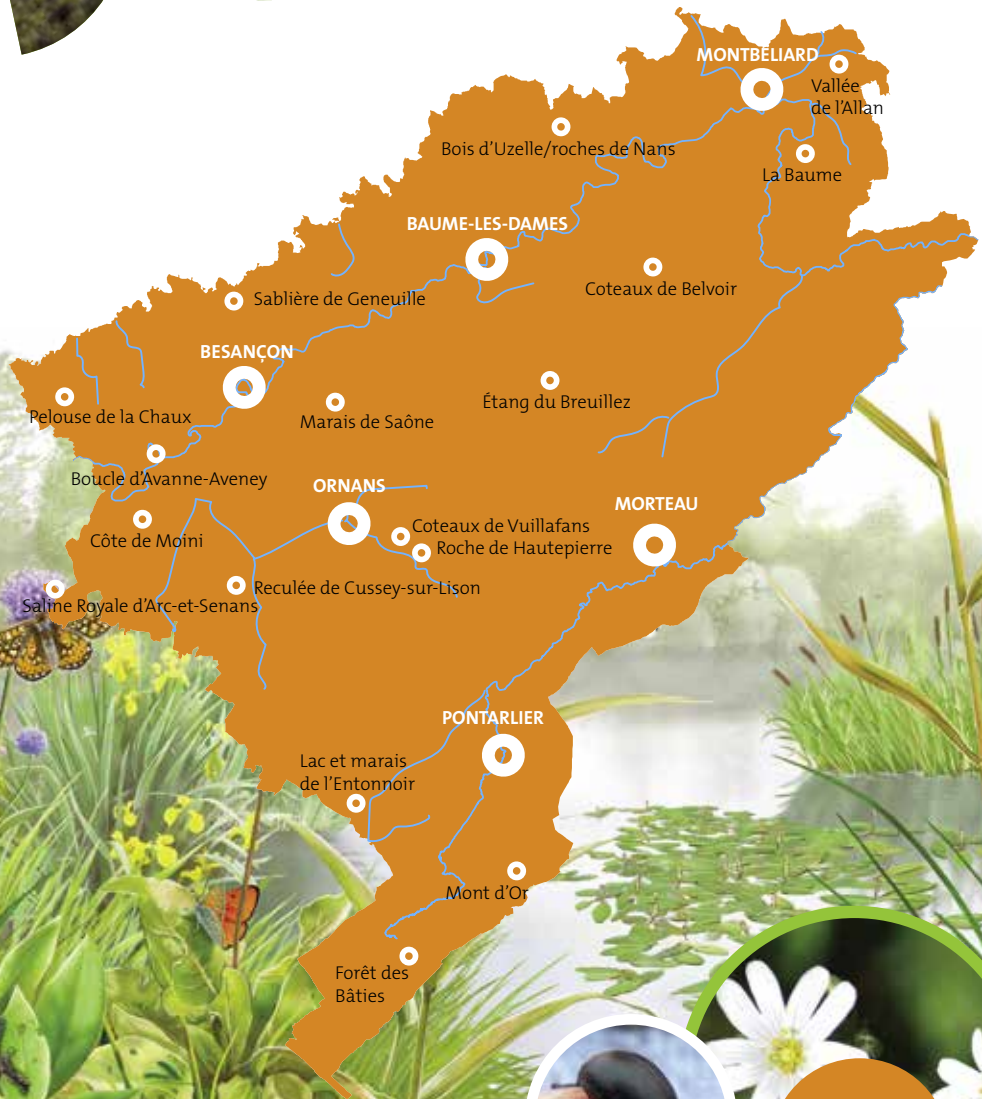 MONTBÉLIARD
Vallée
de l'Allan
Bois d'Uzelle/roches de Nans
La Baume
BAUME-LES-DAMES
Coteaux de Belvoir
Sablière de Geneuille
BESANÇON
Étang du Breuillez
Pelouse de la Chaux
Marais de Saône
Boucle d'Avanne-Aveney
ORNANS
MORTEAU
Coteaux de Vuillafans
Côte de Moini
Roche de Hautepierre
Reculée de Cussey-sur-Lison
Saline Royale d'Arc-et-Senans
PONTARLIER
Lac et marais
de l'Entonnoir
Mont d'Or
Forêt des
Bâties